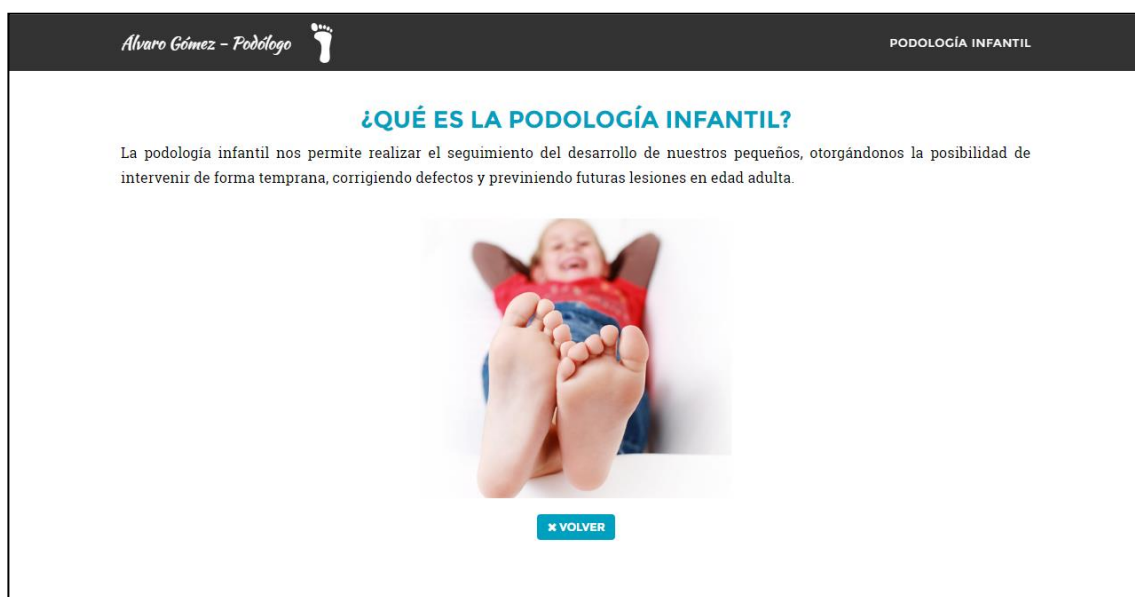 Álvaro Gómez – Podólogo
PODOLOGÍA INFANTIL
¿QUÉ ES LA PODOLOGÍA INFANTIL?
La podología infantil nos permite realizar el seguimiento del desarrollo de nuestros pequeños, otorgándonos la posibilidad de
intervenir de forma temprana, corrigiendo defectos y previniendo futuras lesiones en edad adulta.
✖ VOLVER